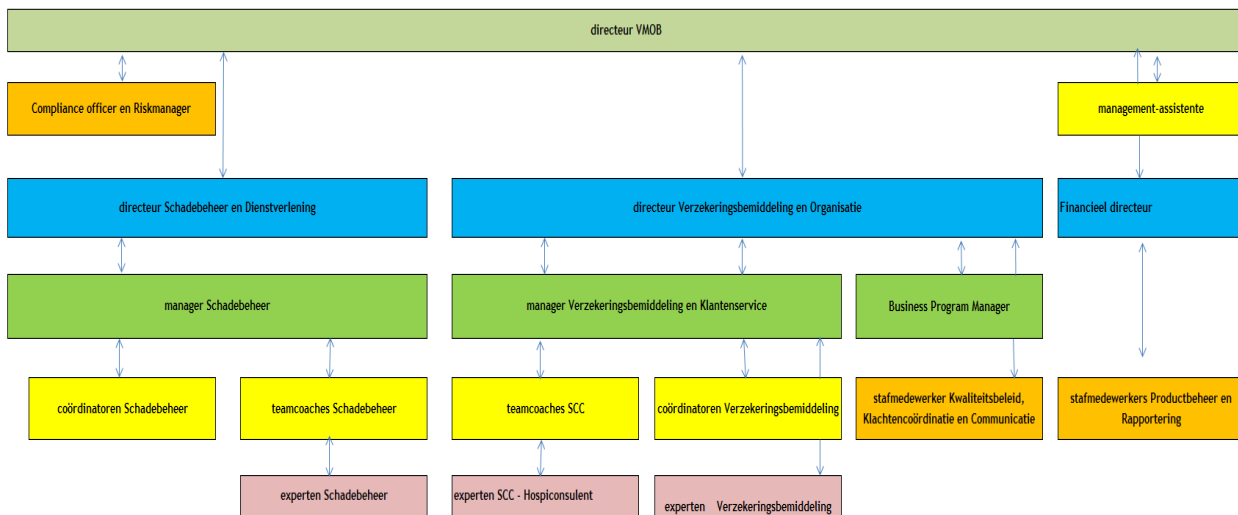 directeur VMOB
Compliance officer en Riskmanager
management-assistente
directeur Schadebeheer en Dienstverlening
directeur Verzekeringsbemiddeling en Organisatie
Financieel directeur
manager Schadebeheer
manager Verzekeringsbemiddeling en Klantenservice
Business Program Manager
coördinatoren Schadebeheer
teamcoaches Schadebeheer
teamcoaches SCC
coördinatoren Verzekeringsbemiddeling
stafmedewerker Kwaliteitsbeleid,
Klachtencoördinatie en Communicatie
stafmedewerkers Productbeheer en
Rapportering
experten Schadebeheer
experten SCC - Hospiconsulent
experten Verzekeringsbemiddeling